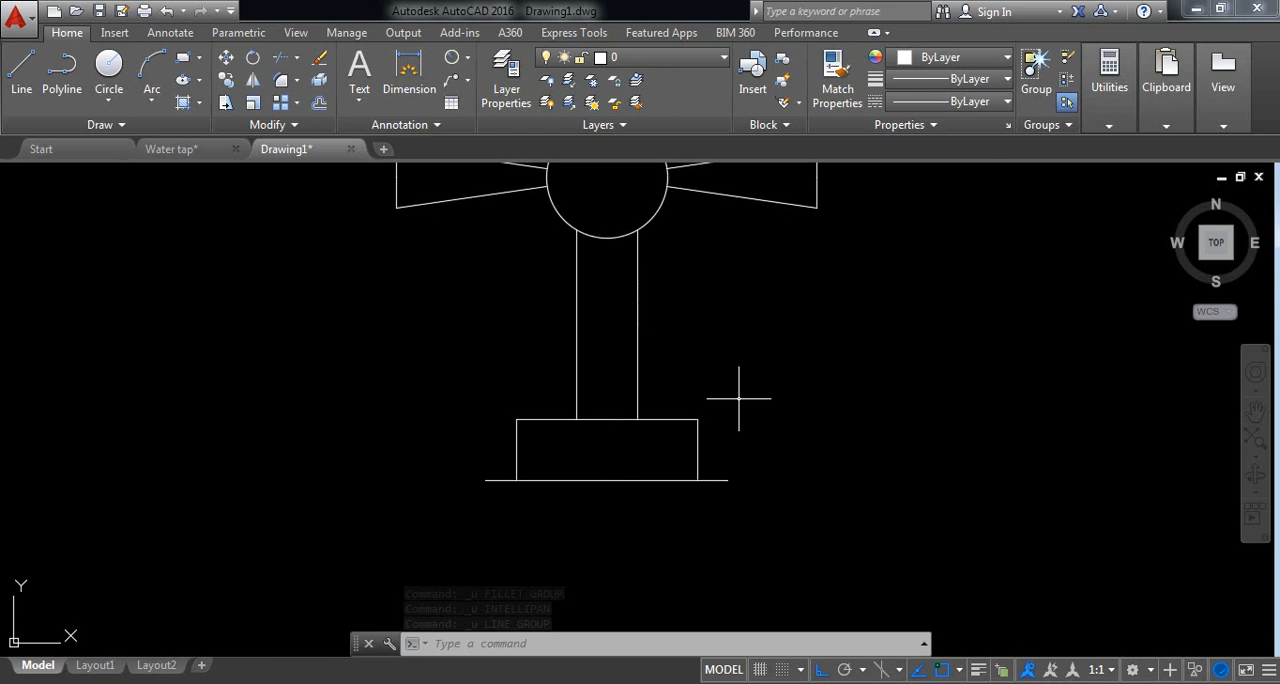 Autodesk AutoCAD 2016 Drawing1.dwg
Type a keyword or phrase
Sign In
Home Insert Annotate Parametric View Manage Output Add-ins A360 Express Tools Featured Apps BIM 360 Performance
Line Polyline Circle Arc
Draw
Modify
Text Dimension
Annotation
Layer Properties
0
Layers
Insert
Block
Match Properties
ByLayer
ByLayer
ByLayer
Properties
Group
Groups
Utilities
Clipboard
View
Start Water tap* Drawing1*
N
W TOP E
S
WCS
Y
X
Command: _u FILLET GROUP
Command: _u INTELLIPAN
Command: _u LINE GROUP
Type a command
Model Layout1 Layout2
MODEL 1:1